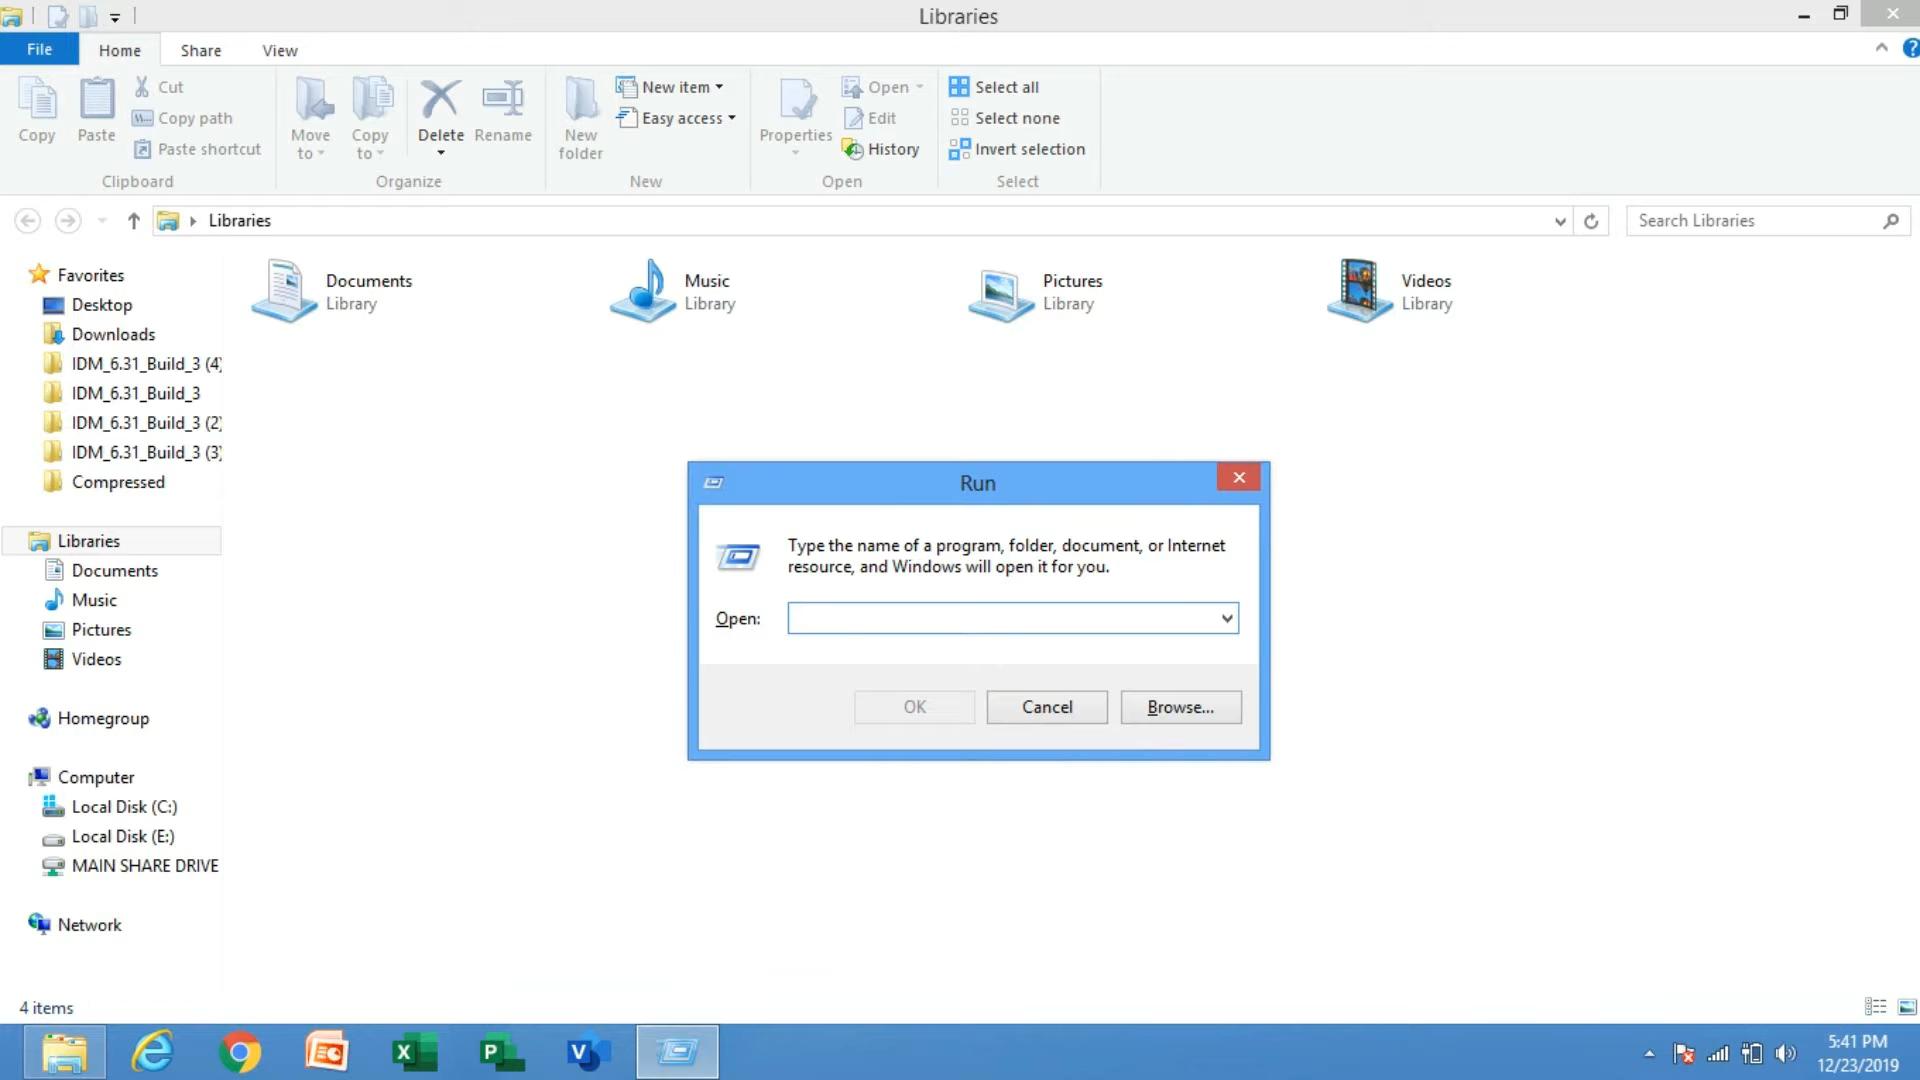 Libraries
File
Home
Share
View
Copy
Paste
Cut
Copy path
Paste shortcut
Clipboard
Move to
Copy to
Delete
Rename
Organize
New folder
New item
Easy access
New
Properties
Open
Edit
History
Open
Select all
Select none
Invert selection
Select
Libraries
Search Libraries
Favorites
Desktop
Downloads
IDM_6.31_Build_3 (4)
IDM_6.31_Build_3
IDM_6.31_Build_3 (2)
IDM_6.31_Build_3 (3)
Compressed
Libraries
Documents
Music
Pictures
Videos
Homegroup
Computer
Local Disk (C:)
Local Disk (E:)
MAIN SHARE DRIVE
Network
Documents
Library
Music
Library
Pictures
Library
Videos
Library
Run
Type the name of a program, folder, document, or Internet
resource, and Windows will open it for you.
Open:
OK
Cancel
Browse...
4 items
5:41 PM
12/23/2019